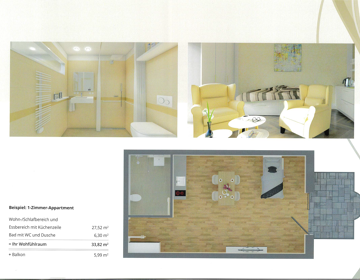 Beispiel: 1-Zimmer-Appartement
Wohn-/Schlafbereich und
Essbereich mit Küchenzeile 27,52 m²
Bad mit WC und Dusche 6,30 m²
= Ihr Wohlfühlraum 33,82 m²
+ Balkon 5,99 m²